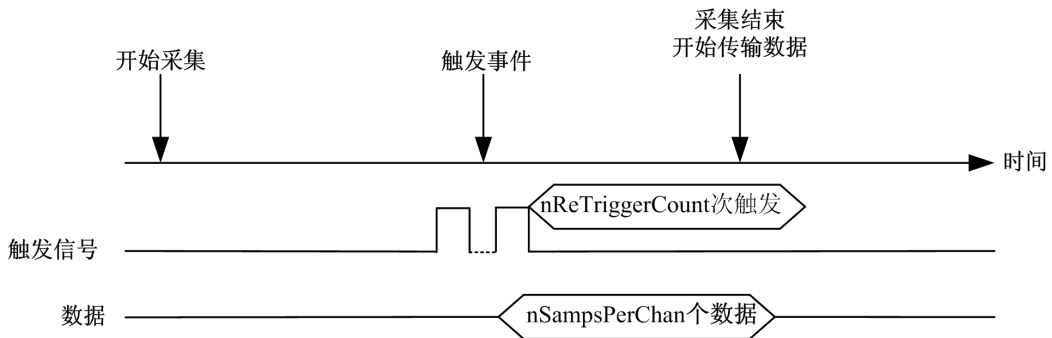 采集结束
开始传输数据
开始采集
触发事件
时间
nReTriggerCount次触发
触发信号
nSampsPerChan个数据
数据